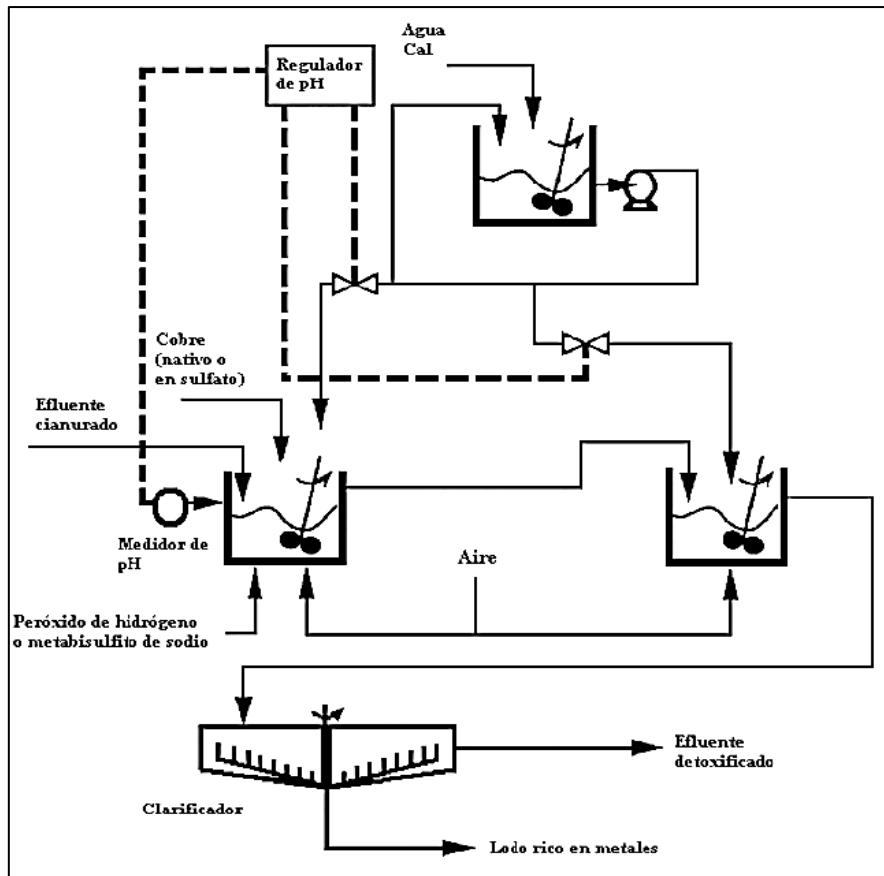 Agua
Cal
Regulador
de pH
Cobre
(nativo o
en sulfato)
Efluente
cianurado
Medidor de
pH
Aire
Peróxido de hidrógeno
o metabisulfito de sodio
Efluente
detoxificado
Clarificador
Lodo rico en metales